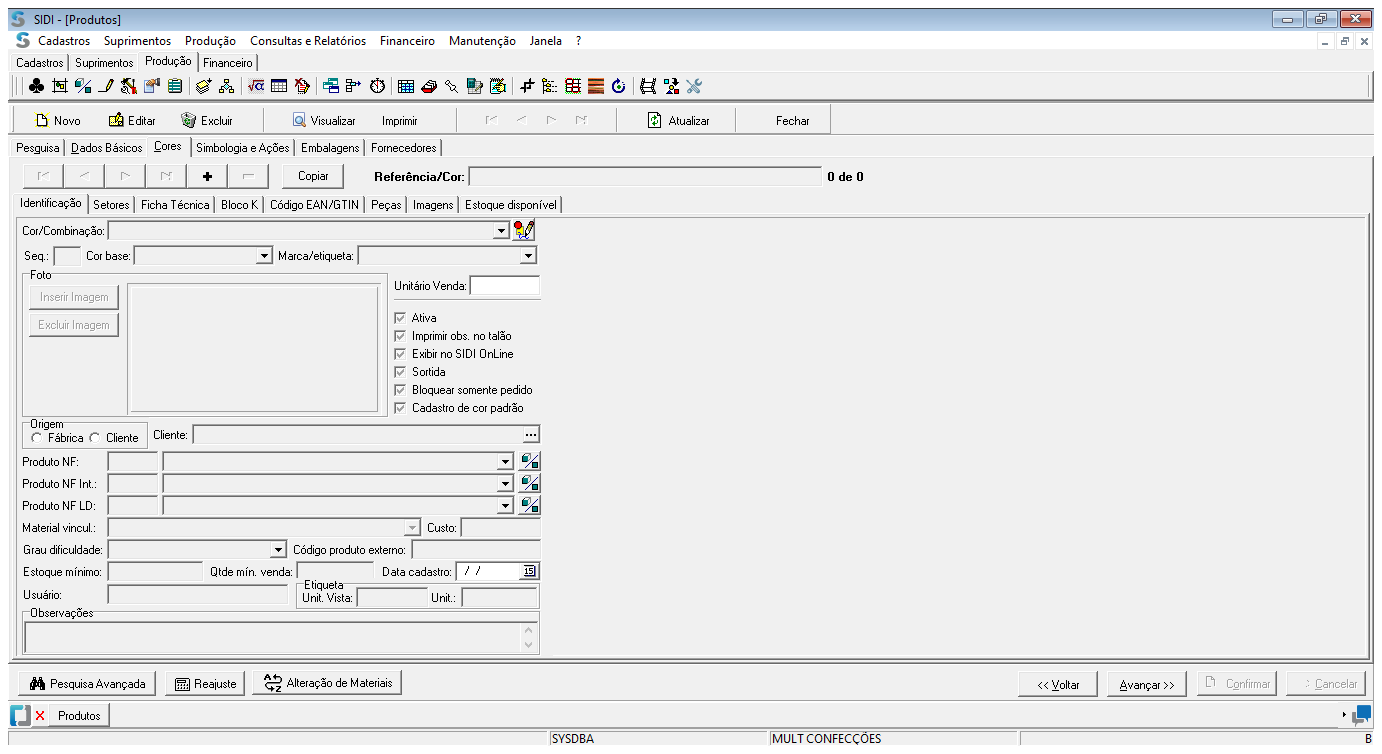 SIDI - [Produtos]
Cadastros Suprimentos Produção Consultas e Relatórios Financeiro Manutenção Janela ?
Cadastros Suprimentos Produção Financeiro
Novo Editar Excluir Visualizar Imprimir Atualizar Fechar
Pesquisa Dados Básicos Cores Simbologia e Ações Embalagens Fornecedores
Copiar Referência/Cor: 0 de 0
Identificação Setores Ficha Técnica Bloco K Código EAN/GTIN Peças Imagens Estoque disponível
Cor/Combinação:
Seq.: Cor base: Marca/etiqueta:
Foto
Inserir Imagem
Excluir Imagem
Unitário Venda:
Ativa
Imprimir obs. no talão
Exibir no SIDI OnLine
Sortida
Bloquear somente pedido
Cadastro de cor padrão
Origem
Fábrica Cliente Cliente: ...
Produto NF:
Produto NF Int.:
Produto NF LD:
Material vincul.: Custo:
Grau dificuldade: Código produto externo:
Estoque mínimo: Qtde mín. venda: Data cadastro: / / 15
Usuário:
Etiqueta
Unit. Vista: Unit.:
Observações
Pesquisa Avançada Reajuste Alteração de Materiais << Voltar Avançar >> Confirmar Cancelar
Produtos
SYSDBA MULT CONFECÇÕES B